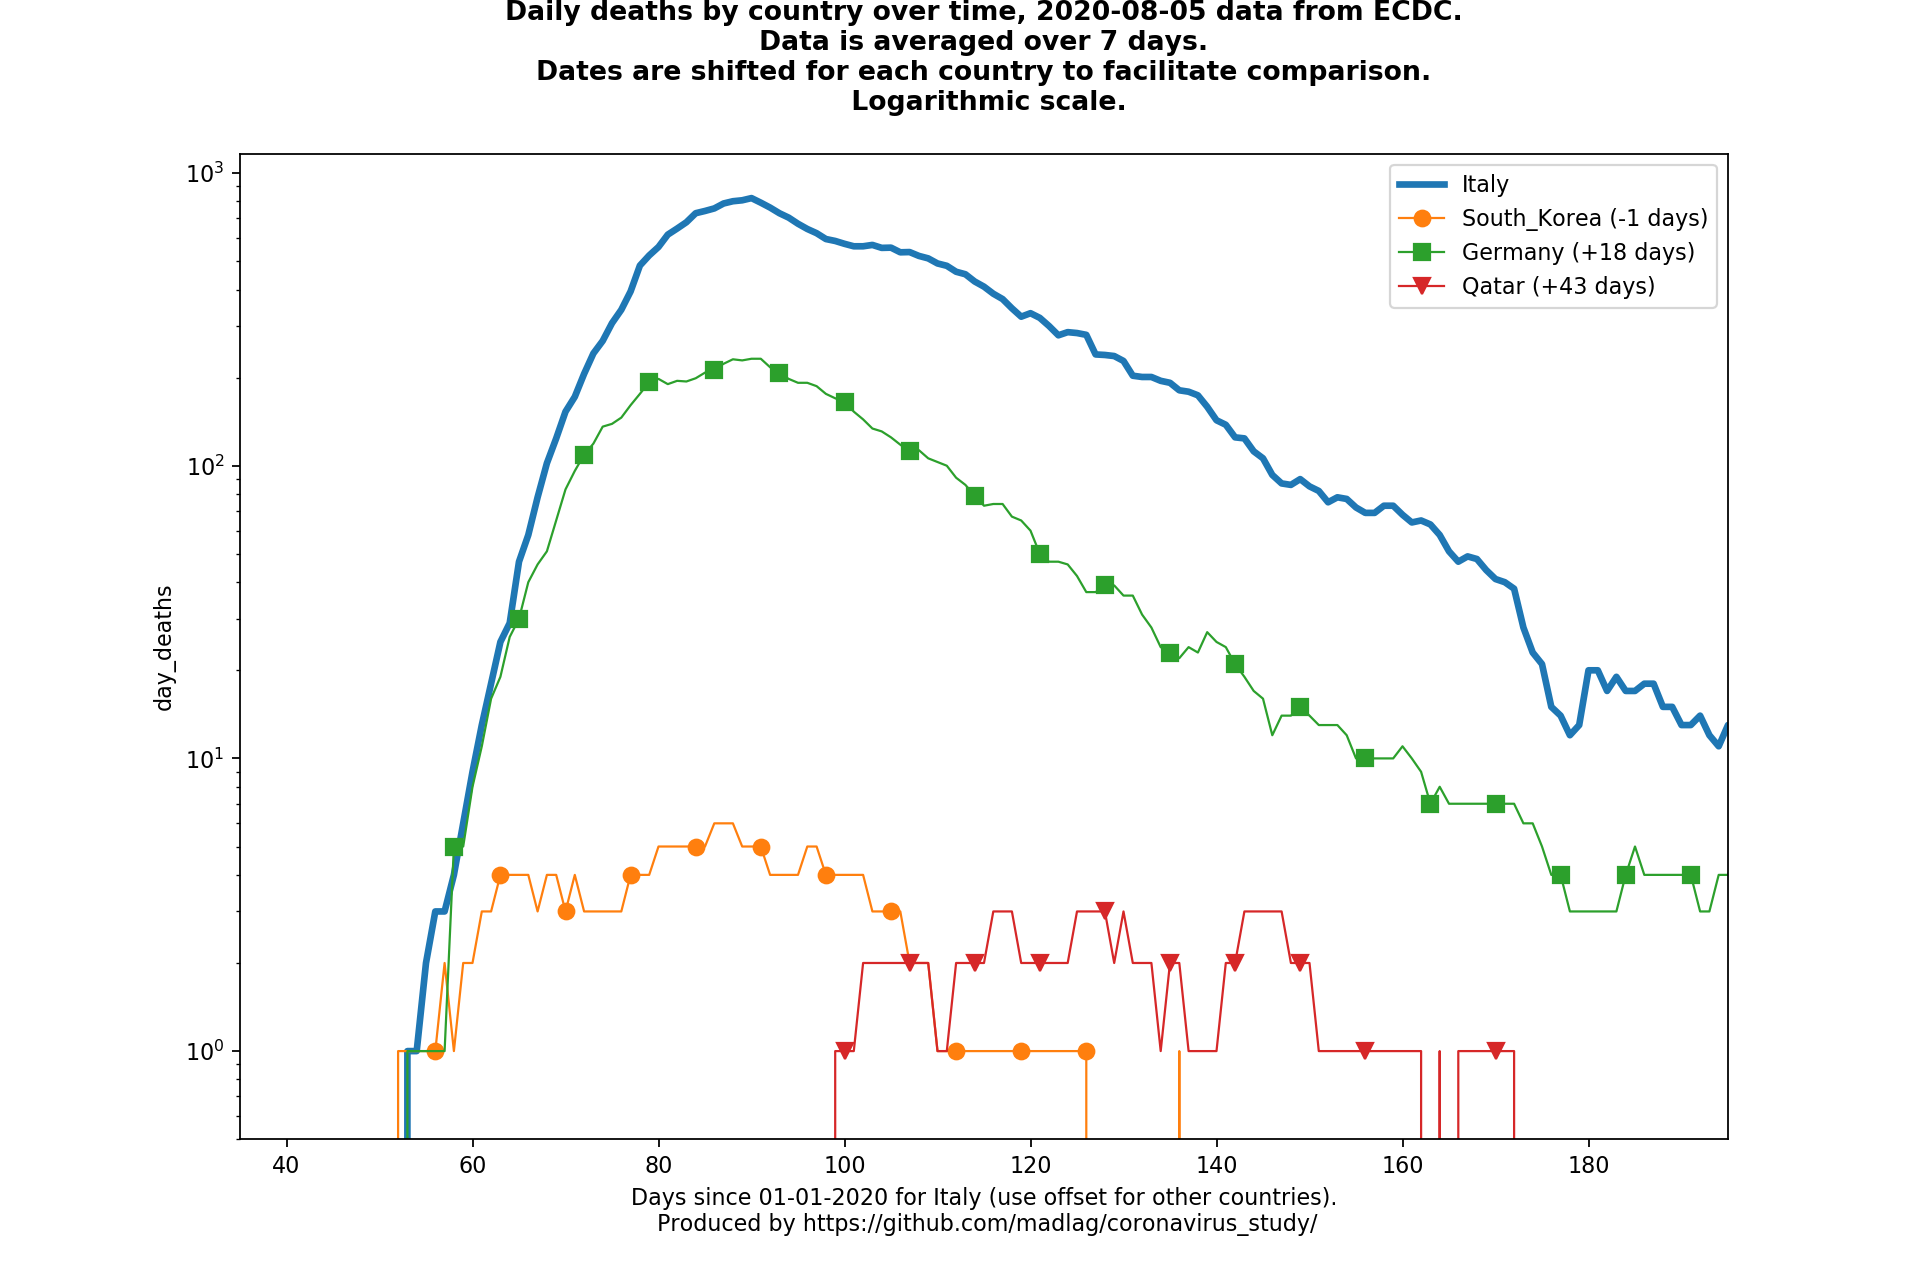 Daily deaths by country over time, 2020-08-05 data from ECDC.
Data is averaged over 7 days.
Dates are shifted for each country to facilitate comparison.
Logarithmic scale.
10³
Italy
South_Korea (-1 days)
Germany (+18 days)
Qatar (+43 days)
10²
day_deaths
10¹
10⁰
40 60 80 100 120 140 160 180
Days since 01-01-2020 for Italy (use offset for other countries).
Produced by https://github.com/madlag/coronavirus_study/